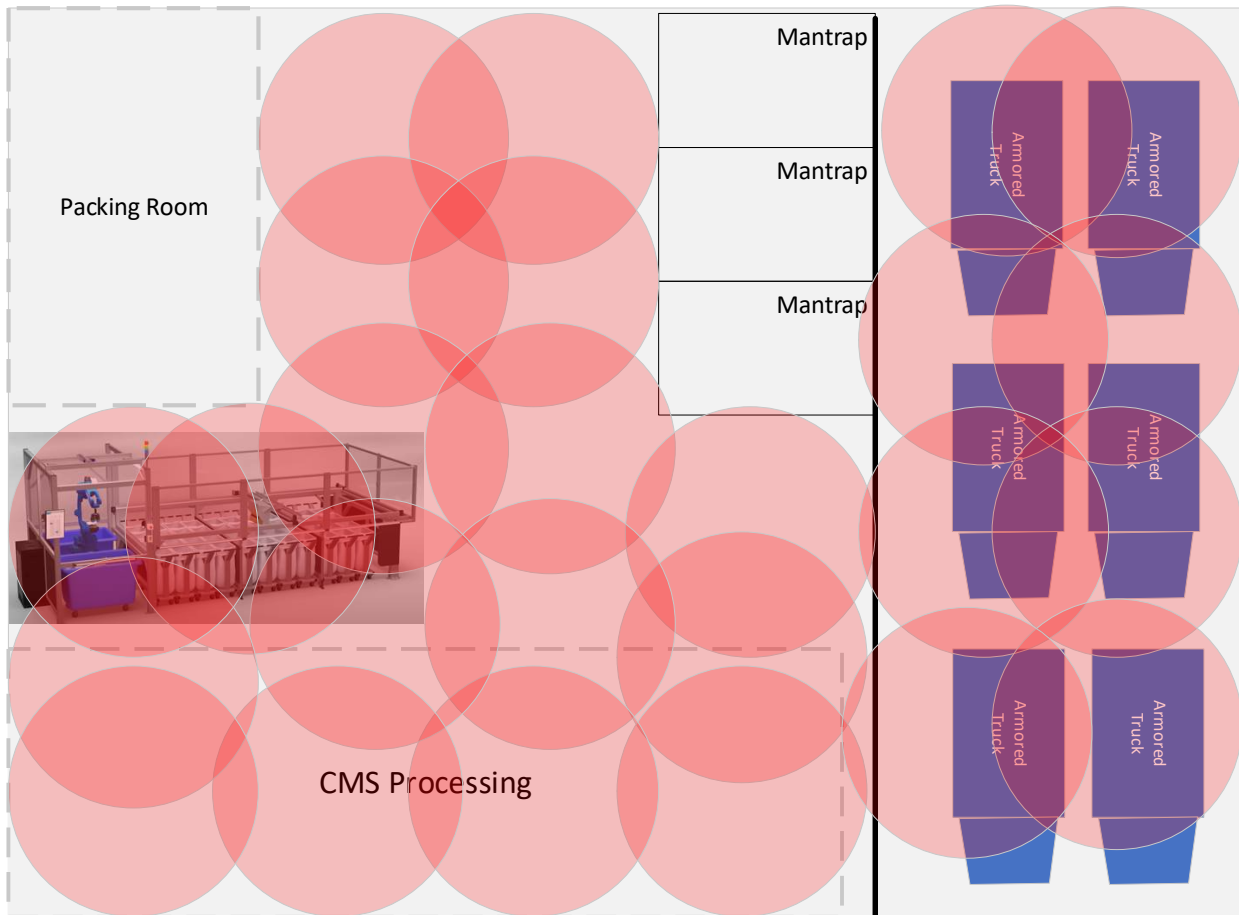 Mantrap
Mantrap
Mantrap
Packing Room
CMS Processing
Armored
Truck
Armored
Truck
Armored
Truck
Armored
Truck
Armored
Truck
Armored
Truck